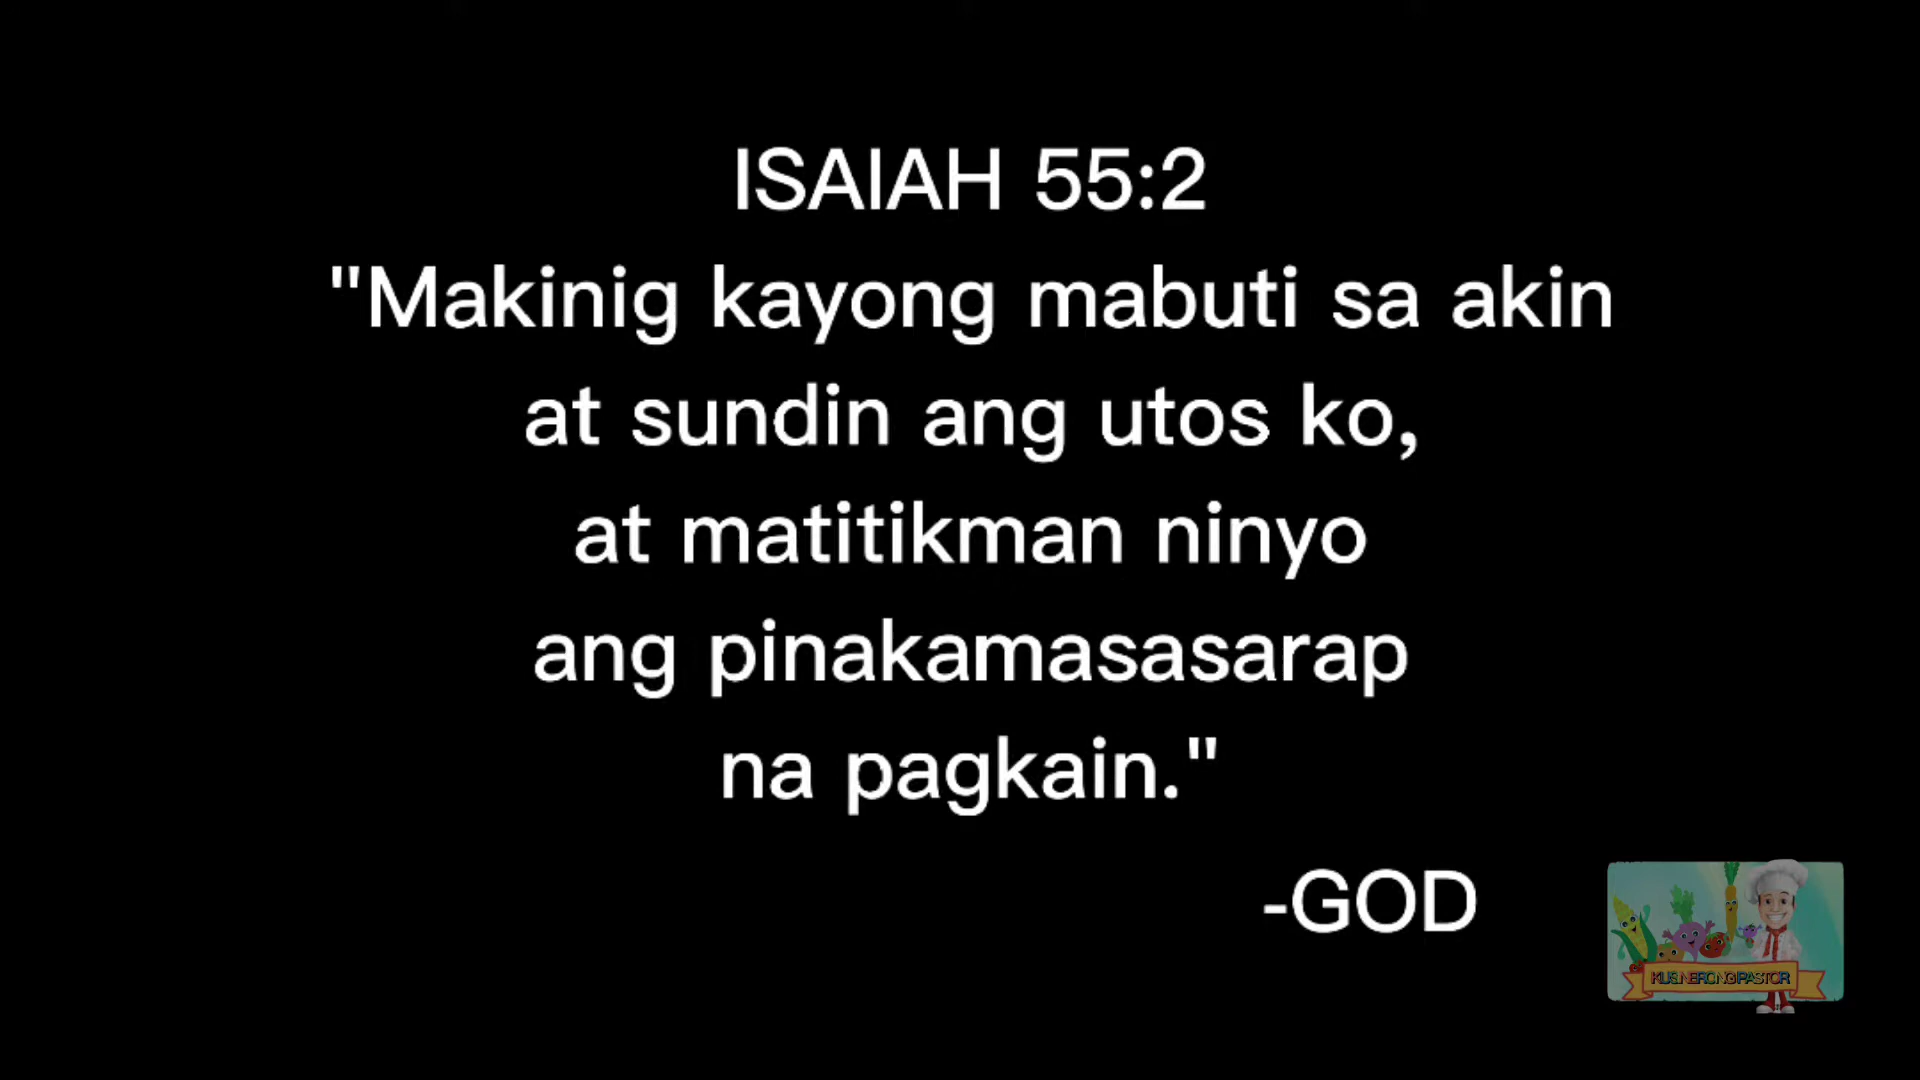 ISAIAH 55:2
"Makinig kayong mabuti sa akin
at sundin ang utos ko,
at matitikman ninyo
ang pinakamasasarap
na pagkain."
-GOD
KUSINERONG PASTOR